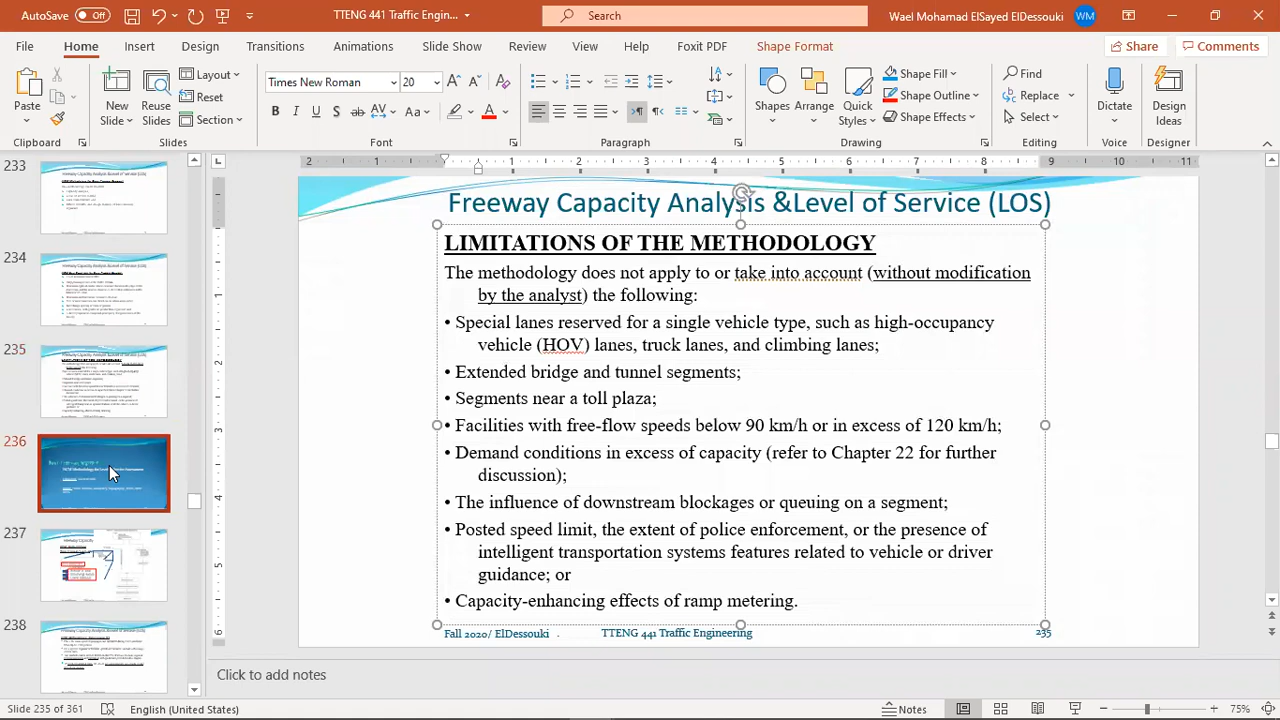 AutoSave Off TTENG 441 Traffic Engin... Search Wael Mohamad ElSayed ElDessouki WM
File Home Insert Design Transitions Animations Slide Show Review View Help Foxit PDF Shape Format Share Comments
Paste New Slide Reuse Slides Layout Reset Section Times New Roman 20 Shapes Arrange Quick Styles Shape Fill Shape Outline Shape Effects Find Replace Select Dictate Design Ideas
Clipboard Slides Font Paragraph Drawing Editing Voice Designer
233
234
236
237
238
Freeway Capacity Analysis &Level of Service (LOS)
LIMITATIONS OF THE METHODOLOGY
The methodology does not apply to or take into account (without modification
by the analyst) the following:
• Special lanes reserved for a single vehicle type, such as high-occupancy
vehicle (HOV) lanes, truck lanes, and climbing lanes;
• Extended bridge and tunnel segments;
• Segments near a toll plaza;
• Facilities with free-flow speeds below 90 km/h or in excess of 120 km/h;
• Demand conditions in excess of capacity (refer to Chapter 22 for further
discussion);
• The influence of downstream blockages or queuing on a segment;
• Posted speed limit, the extent of police enforcement, or the presence of
intelligent transportation systems features related to vehicle or driver
guidance; or
• Capacity-enhancing effects of ramp metering.
Fall 2020 TTENG 441 Traffic Engineering 235
Click to add notes
Slide 235 of 361 English (United States) Notes 75%